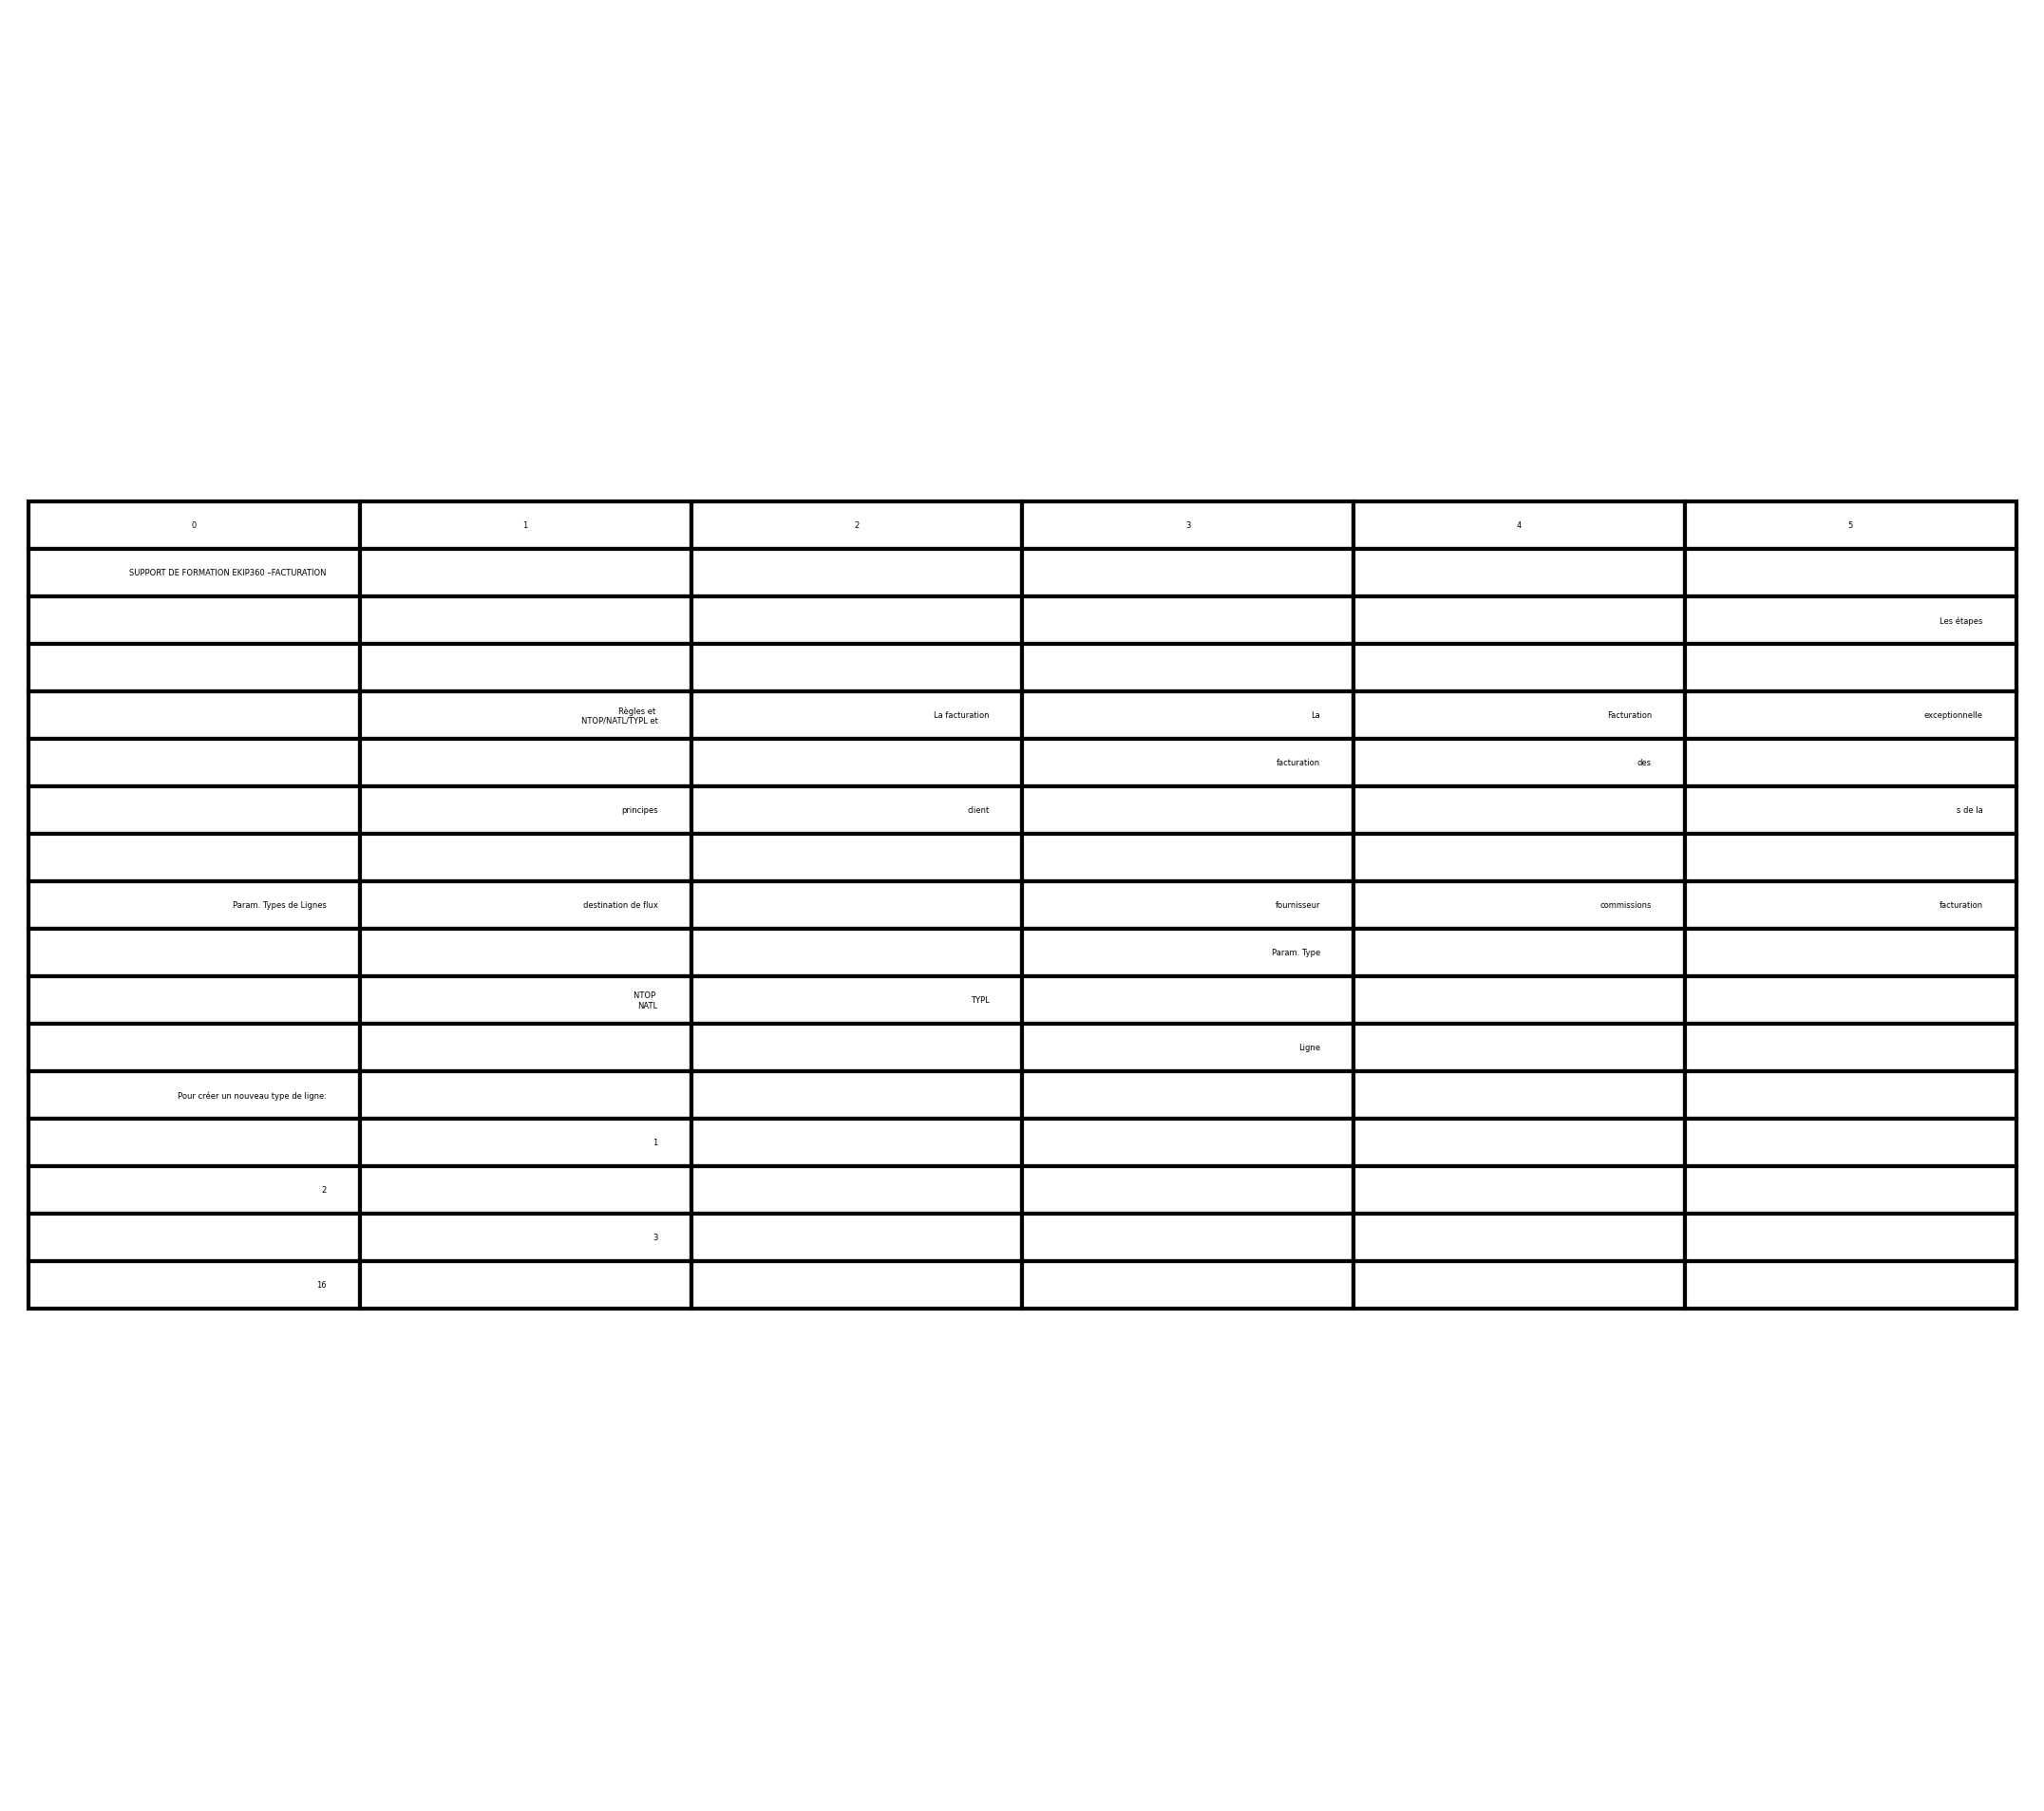 0 1 2 3 4 5
SUPPORT DE FORMATION EKIP360 –FACTURATION
Les étapes
Règles et
NTOP/NATL/TYPL et
La facturation
La
Facturation
exceptionnelle
facturation
des
principes
client
s de la
Param. Types de Lignes
destination de flux
fournisseur
commissions
facturation
Param. Type
NTOP
NATL
TYPL
Ligne
Pour créer un nouveau type de ligne:
1
2
3
16